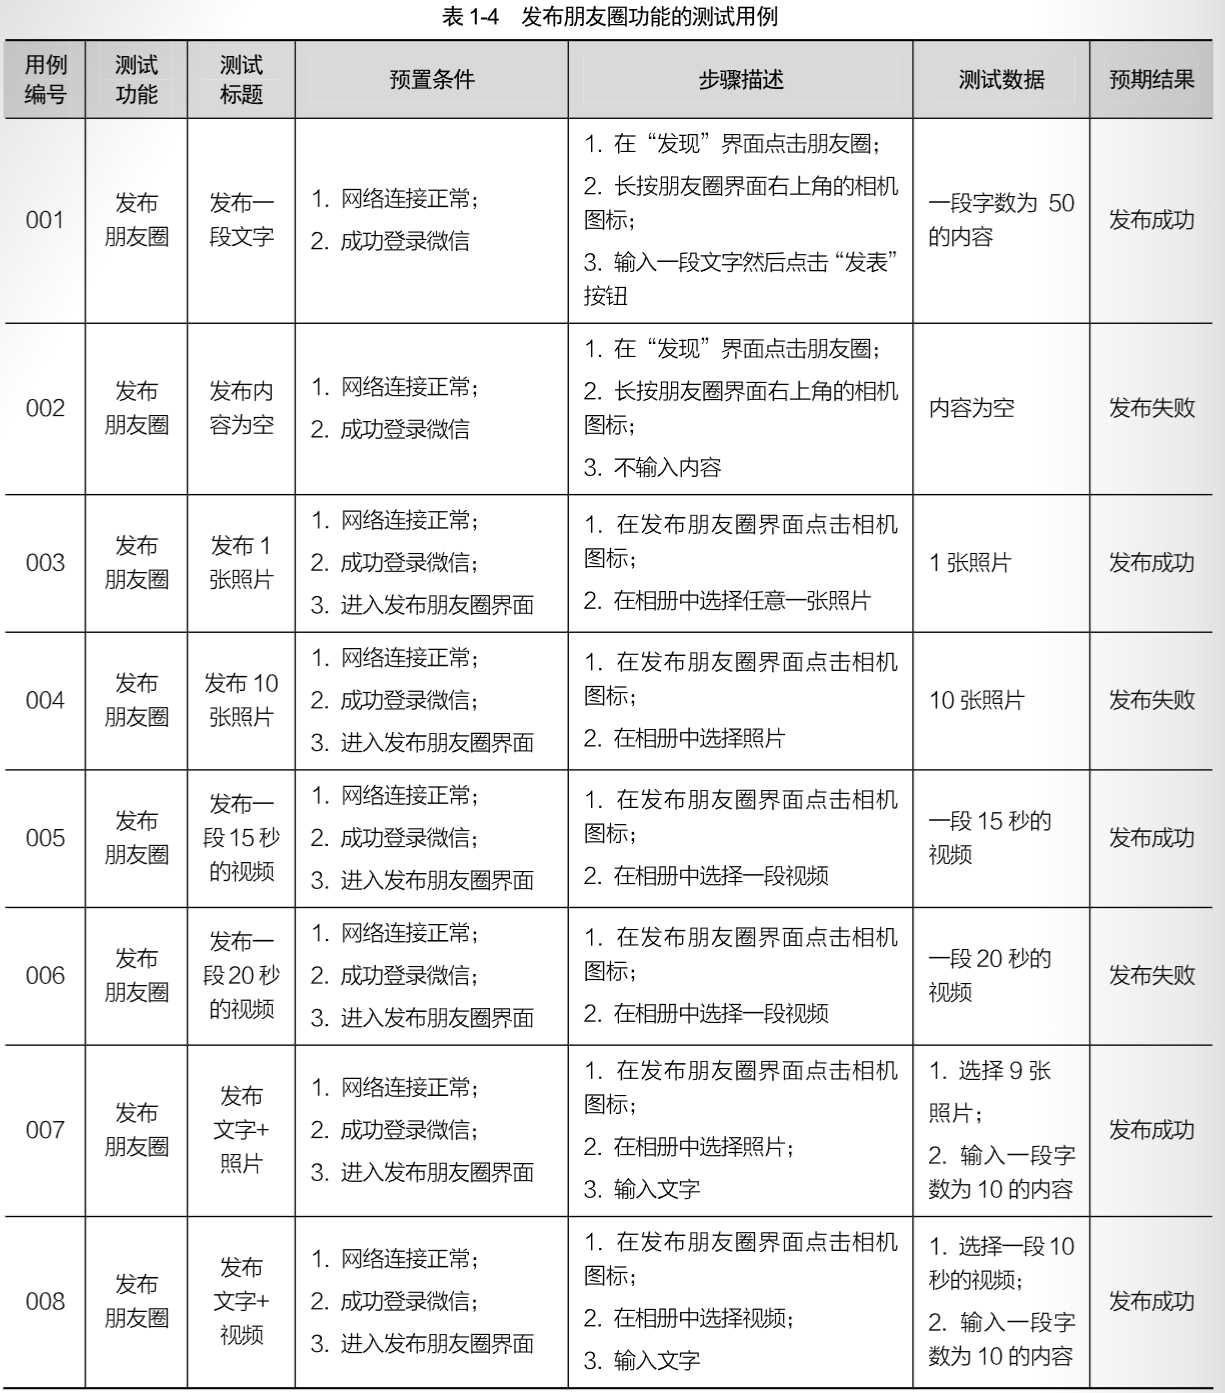 表 1-4 发布朋友圈功能的测试用例
用例
编号
测试
功能
测试
标题
预置条件
步骤描述
测试数据
预期结果
001
发布
朋友圈
发布一
段文字
1. 网络连接正常；
2. 成功登录微信
1. 在“发现”界面点击朋友圈；
2. 长按朋友圈界面右上角的相机
图标；
3. 输入一段文字然后点击“发表”
按钮
一段字数为 50
的内容
发布成功
002
发布
朋友圈
发布内
容为空
1. 网络连接正常；
2. 成功登录微信
1. 在“发现”界面点击朋友圈；
2. 长按朋友圈界面右上角的相机
图标；
3. 不输入内容
内容为空
发布失败
003
发布
朋友圈
发布 1
张照片
1. 网络连接正常；
2. 成功登录微信；
3. 进入发布朋友圈界面
1. 在发布朋友圈界面点击相机
图标；
2. 在相册中选择任意一张照片
1 张照片
发布成功
004
发布
朋友圈
发布 10
张照片
1. 网络连接正常；
2. 成功登录微信；
3. 进入发布朋友圈界面
1. 在发布朋友圈界面点击相机
图标；
2. 在相册中选择照片
10 张照片
发布失败
005
发布
朋友圈
发布一
段 15 秒
的视频
1. 网络连接正常；
2. 成功登录微信；
3. 进入发布朋友圈界面
1. 在发布朋友圈界面点击相机
图标；
2. 在相册中选择一段视频
一段 15 秒的
视频
发布成功
006
发布
朋友圈
发布一
段 20 秒
的视频
1. 网络连接正常；
2. 成功登录微信；
3. 进入发布朋友圈界面
1. 在发布朋友圈界面点击相机
图标；
2. 在相册中选择一段视频
一段 20 秒的
视频
发布失败
007
发布
朋友圈
发布
文字+
照片
1. 网络连接正常；
2. 成功登录微信；
3. 进入发布朋友圈界面
1. 在发布朋友圈界面点击相机
图标；
2. 在相册中选择照片；
3. 输入文字
1. 选择 9 张
照片；
2. 输入一段字
数为 10 的内容
发布成功
008
发布
朋友圈
发布
文字+
视频
1. 网络连接正常；
2. 成功登录微信；
3. 进入发布朋友圈界面
1. 在发布朋友圈界面点击相机
图标；
2. 在相册中选择视频；
3. 输入文字
1. 选择一段 10
秒的视频；
2. 输入一段字
数为 10 的内容
发布成功